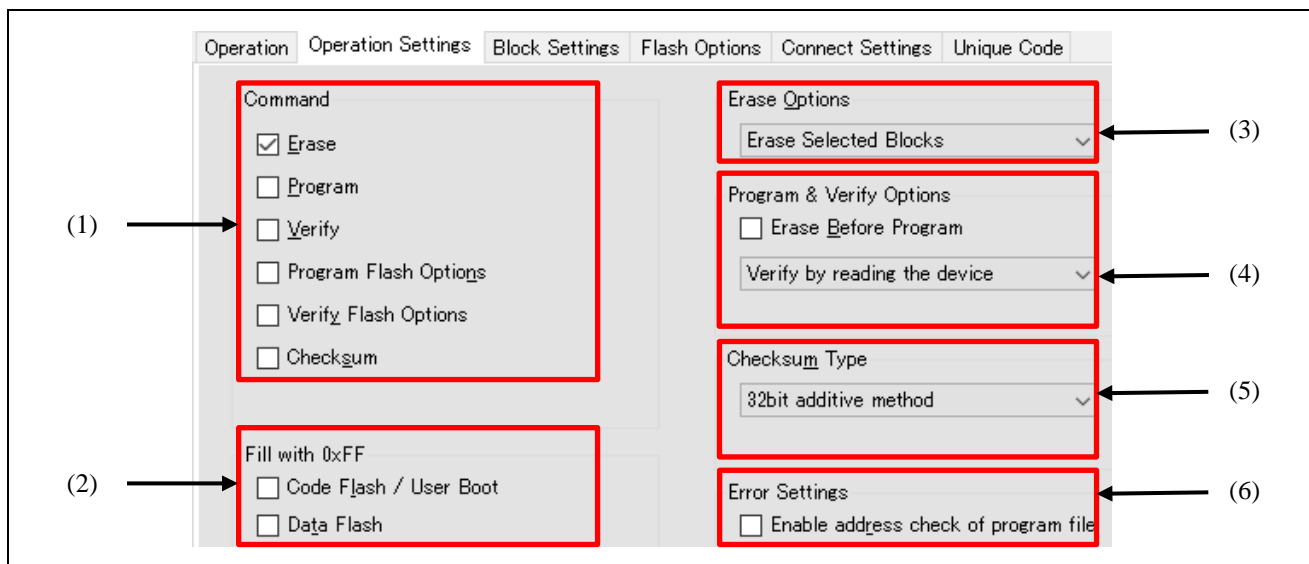 Operation Operation Settings Block Settings Flash Options Connect Settings Unique Code
Command
Erase
Program
Verify
Program Flash Options
Verify Flash Options
Checksum
(1)
Fill with 0xFF
Code Flash / User Boot
Data Flash
(2)
Erase Options
Erase Selected Blocks
(3)
Program & Verify Options
Erase Before Program
Verify by reading the device
(4)
Checksum Type
32bit additive method
(5)
Error Settings
Enable address check of program file
(6)